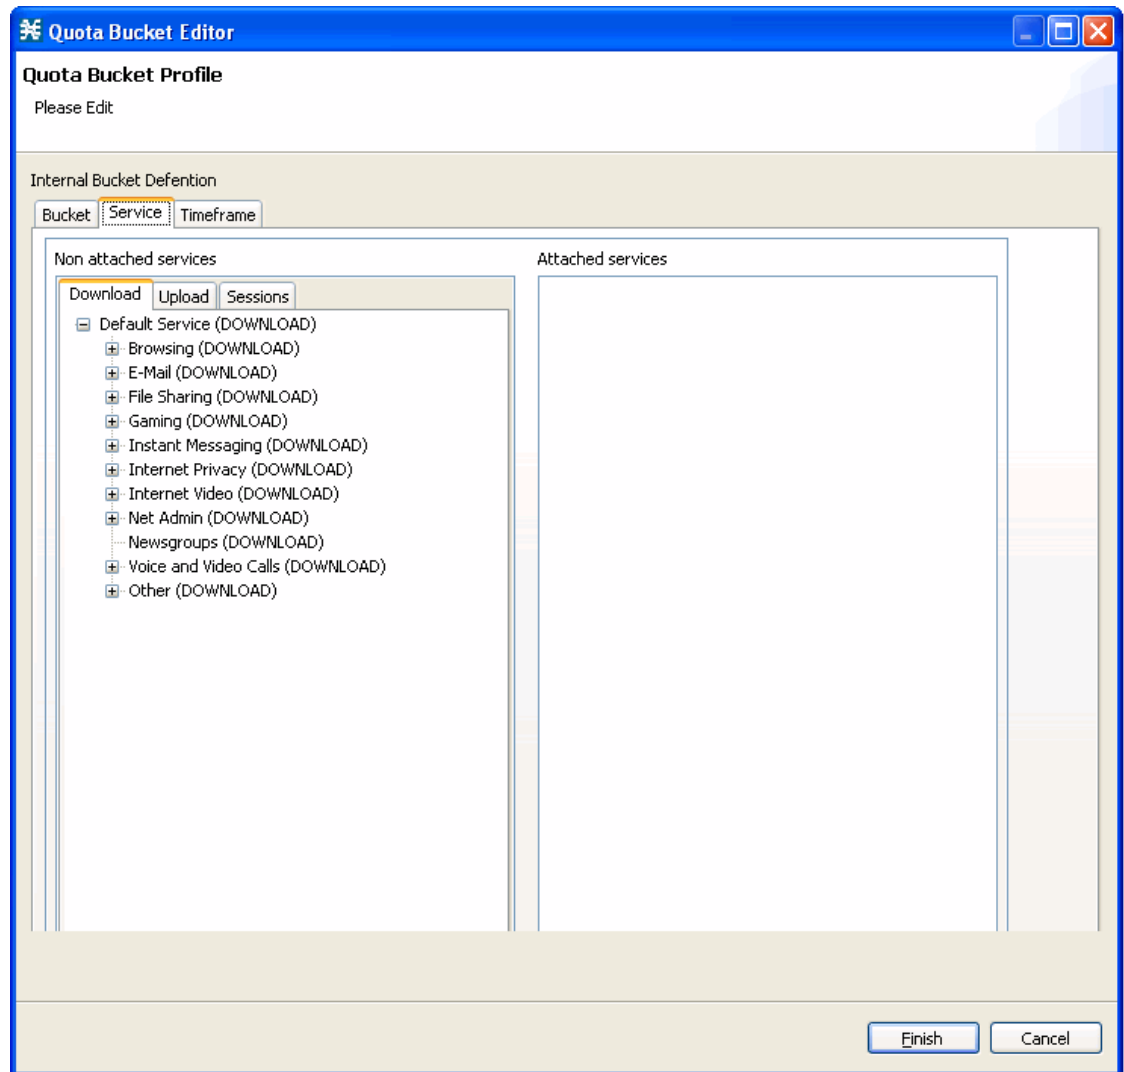 Quota Bucket Editor
Quota Bucket Profile
Please Edit
Internal Bucket Defention
Bucket Service Timeframe
Non attached services Attached services
Download Upload Sessions
Default Service (DOWNLOAD)
Browsing (DOWNLOAD)
E-Mail (DOWNLOAD)
File Sharing (DOWNLOAD)
Gaming (DOWNLOAD)
Instant Messaging (DOWNLOAD)
Internet Privacy (DOWNLOAD)
Internet Video (DOWNLOAD)
Net Admin (DOWNLOAD)
Newsgroups (DOWNLOAD)
Voice and Video Calls (DOWNLOAD)
Other (DOWNLOAD)
Finish Cancel